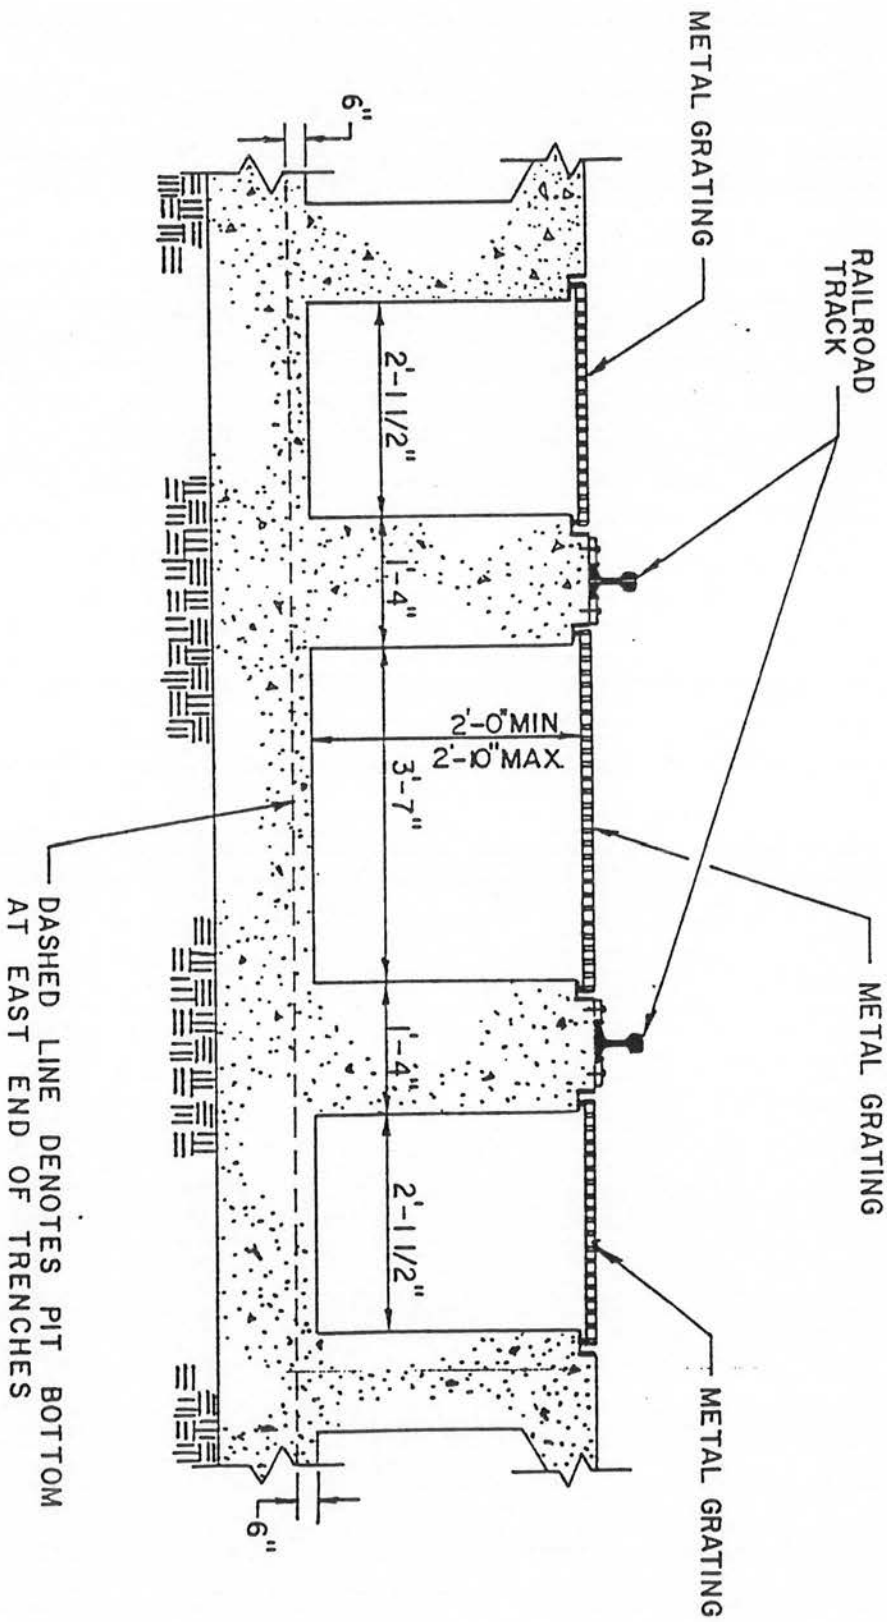 RAILROAD
TRACK
METAL GRATING
METAL GRATING
METAL GRATING
2'-0" MIN
2'-10" MAX.
2'-1 1/2"
1'-4"
3'-7"
1'-4"
2'-1 1/2"
6"
6"
DASHED LINE DENOTES PIT BOTTOM
AT EAST END OF TRENCHES